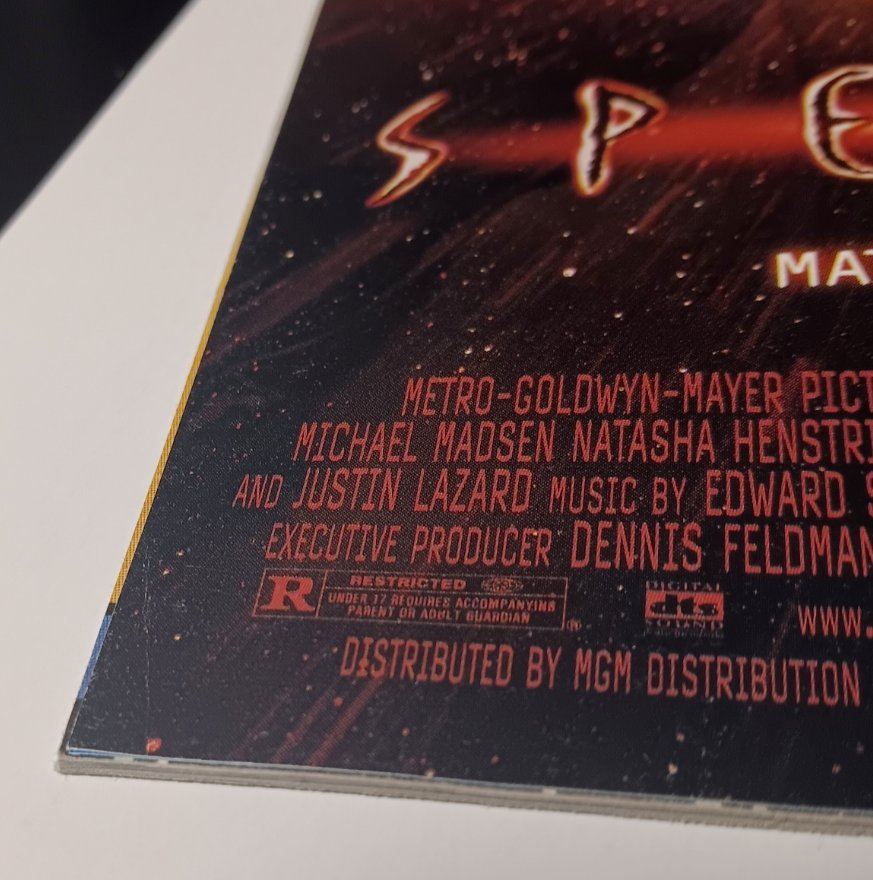 SPE
MAT
METRO-GOLDWYN-MAYER PICT
MICHAEL MADSEN NATASHA HENSTRI
AND JUSTIN LAZARD MUSIC BY EDWARD S
EXECUTIVE PRODUCER DENNIS FELDMAN
R RESTRICTED
UNDER 17 REQUIRES ACCOMPANYING
PARENT OR ADULT GUARDIAN
®
DIGITAL
dts
SOUND
WWW.
DISTRIBUTED BY MGM DISTRIBUTION